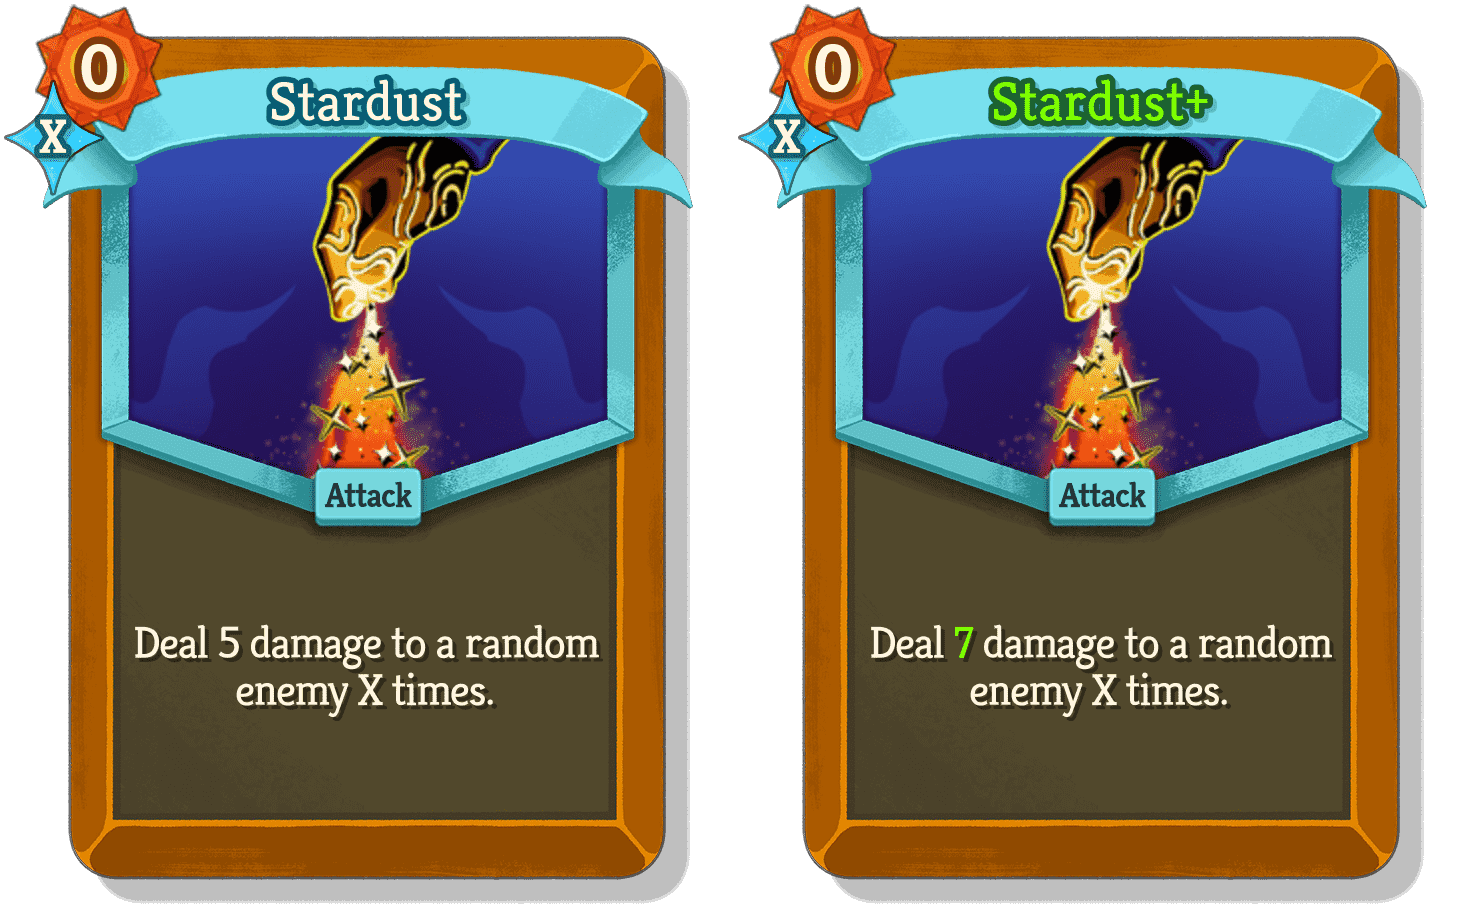 0
X
Stardust
Attack
Deal 5 damage to a random
enemy X times.
0
X
Stardust+
Attack
Deal 7 damage to a random
enemy X times.